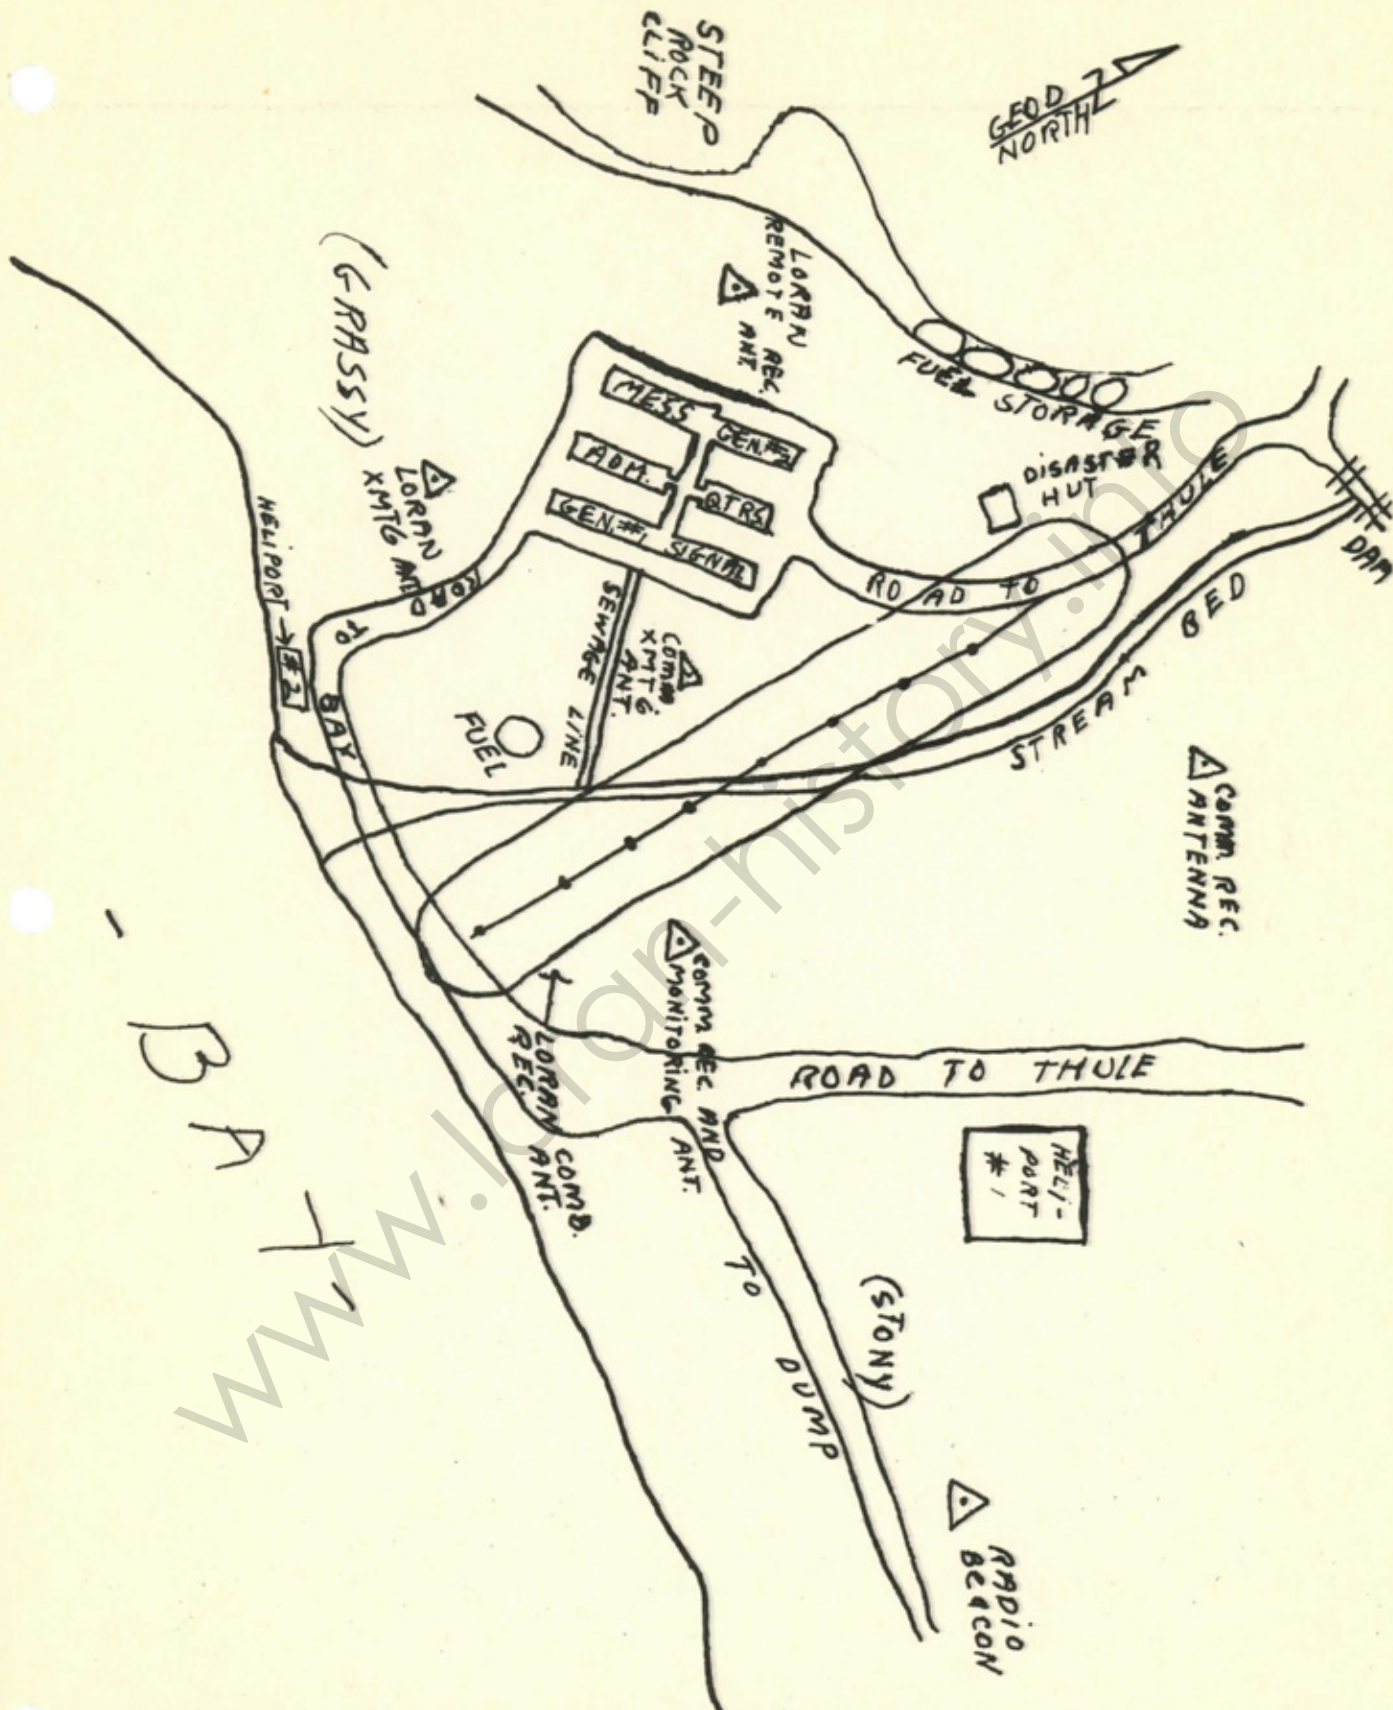 STEEP
ROCK
CLIFF
GEOD
NORTH
LORAN
REMOTE REC.
ANT.
(GRASSY)
FUEL STORAGE
DISASTER
HUT
MESS
GEN.#2
ADM.
QTRS
GEN.#1
SIGNAL
LORAN
XMTG ANT
ROAD TO THULE
DAM
STREAM BED
HELIPORT → #2
ROAD TO BAY
SEWAGE LINE
COMM
XMTG.
ANT.
FUEL
COMM. REC.
ANTENNA
COMM REC AND
MONITORING ANT.
LORAN COMB.
REC. ANT.
ROAD TO THULE
HELI-
PORT
#1
TO DUMP
(STONY)
RADIO
BEACON
- BAY -
www.loran-history.info